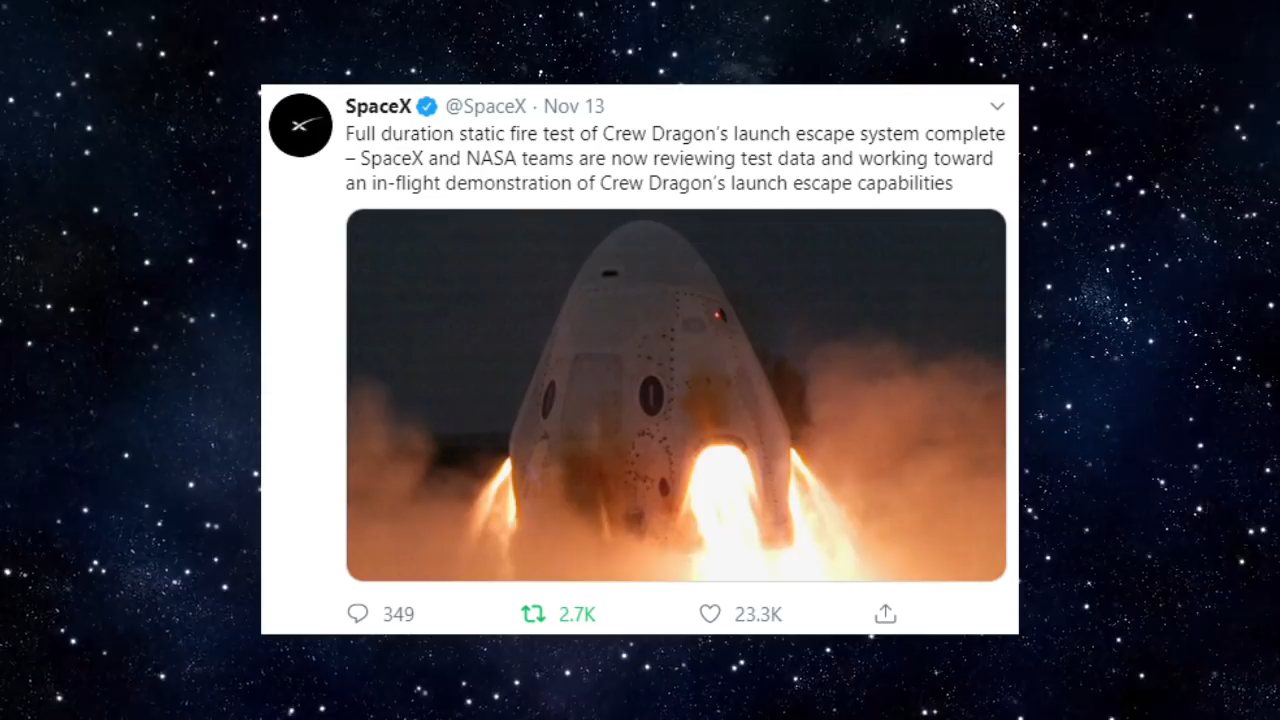 SpaceX @SpaceX · Nov 13
Full duration static fire test of Crew Dragon’s launch escape system complete
– SpaceX and NASA teams are now reviewing test data and working toward
an in-flight demonstration of Crew Dragon’s launch escape capabilities
349 2.7K 23.3K